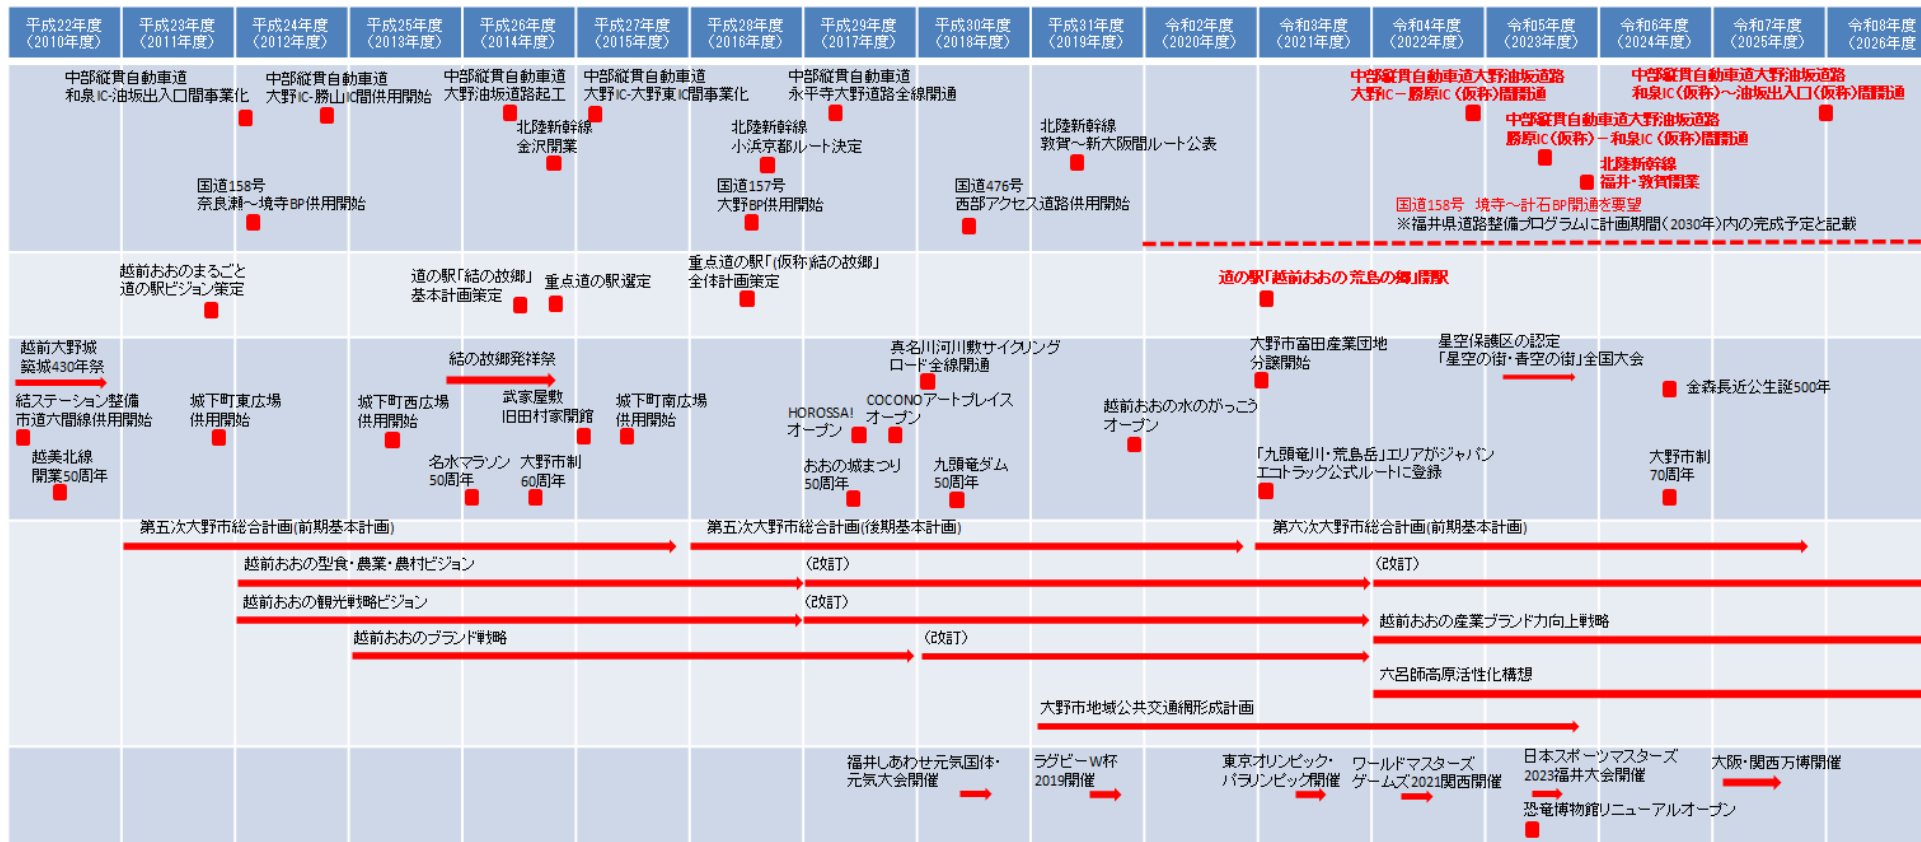 平成22年度
（2010年度）
平成23年度
（2011年度）
平成24年度
（2012年度）
平成25年度
（2013年度）
平成26年度
（2014年度）
平成27年度
（2015年度）
平成28年度
（2016年度）
平成29年度
（2017年度）
平成30年度
（2018年度）
平成31年度
（2019年度）
令和2年度
（2020年度）
令和3年度
（2021年度）
令和4年度
（2022年度）
令和5年度
（2023年度）
令和6年度
（2024年度）
令和7年度
（2025年度）
令和8年度
（2026年度
中部縦貫自動車道
和泉IC-油坂出入口間事業化
中部縦貫自動車道
大野IC-勝山IC間供用開始
中部縦貫自動車道
大野油坂道路起工
中部縦貫自動車道
大野IC-大野東IC間事業化
中部縦貫自動車道
永平寺大野道路全線開通
中部縦貫自動車道大野油坂道路
大野IC－勝原IC（仮称）間開通
中部縦貫自動車道大野油坂道路
和泉IC（仮称）～油坂出入口（仮称）間開通
北陸新幹線
金沢開業
北陸新幹線
小浜京都ルート決定
北陸新幹線
敦賀～新大阪間ルート公表
中部縦貫自動車道大野油坂道路
勝原IC（仮称）－和泉IC（仮称）間開通
北陸新幹線
福井・敦賀開業
国道158号
奈良瀬～境寺BP供用開始
国道157号
大野BP供用開始
国道476号
西部アクセス道路供用開始
国道158号 境寺～計石BP開通を要望
※福井県道路整備プログラムに計画期間（2030年）内の完成予定と記載
越前おおのまるごと
道の駅ビジョン策定
道の駅「結の故郷」
基本計画策定
重点道の駅選定
重点道の駅「（仮称）結の故郷」
全体計画策定
道の駅「越前おおの 荒島の郷」開駅
越前大野城
築城430年祭
結の故郷発祥祭
真名川河川敷サイクリング
ロード全線開通
大野市富田産業団地
分譲開始
星空保護区の認定
「星空の街・青空の街」全国大会
金森長近公生誕500年
結ステーション整備
市道六間線供用開始
城下町東広場
供用開始
城下町西広場
供用開始
武家屋敷
旧田村家開館
城下町南広場
供用開始
HOROSSA!
オープン
COCONOアートプレイス
オープン
越前おおの水のがっこう
オープン
越美北線
開業50周年
名水マラソン
50周年
大野市制
60周年
おおの城まつり
50周年
九頭竜ダム
50周年
「九頭竜川・荒島岳」エリアがジャパン
エコトラック公式ルートに登録
大野市制
70周年
第五次大野市総合計画(前期基本計画)
第五次大野市総合計画(後期基本計画)
第六次大野市総合計画(前期基本計画)
越前おおの型食・農業・農村ビジョン
（改訂）
（改訂）
越前おおの観光戦略ビジョン
（改訂）
越前おおの産業ブランド力向上戦略
越前おおのブランド戦略
（改訂）
六呂師高原活性化構想
大野市地域公共交通網形成計画
福井しあわせ元気国体・
元気大会開催
ラグビーW杯
2019開催
東京オリンピック・
パラリンピック開催
ワールドマスターズ
ゲームズ2021関西開催
日本スポーツマスターズ
2023福井大会開催
大阪・関西万博開催
恐竜博物館リニューアルオープン